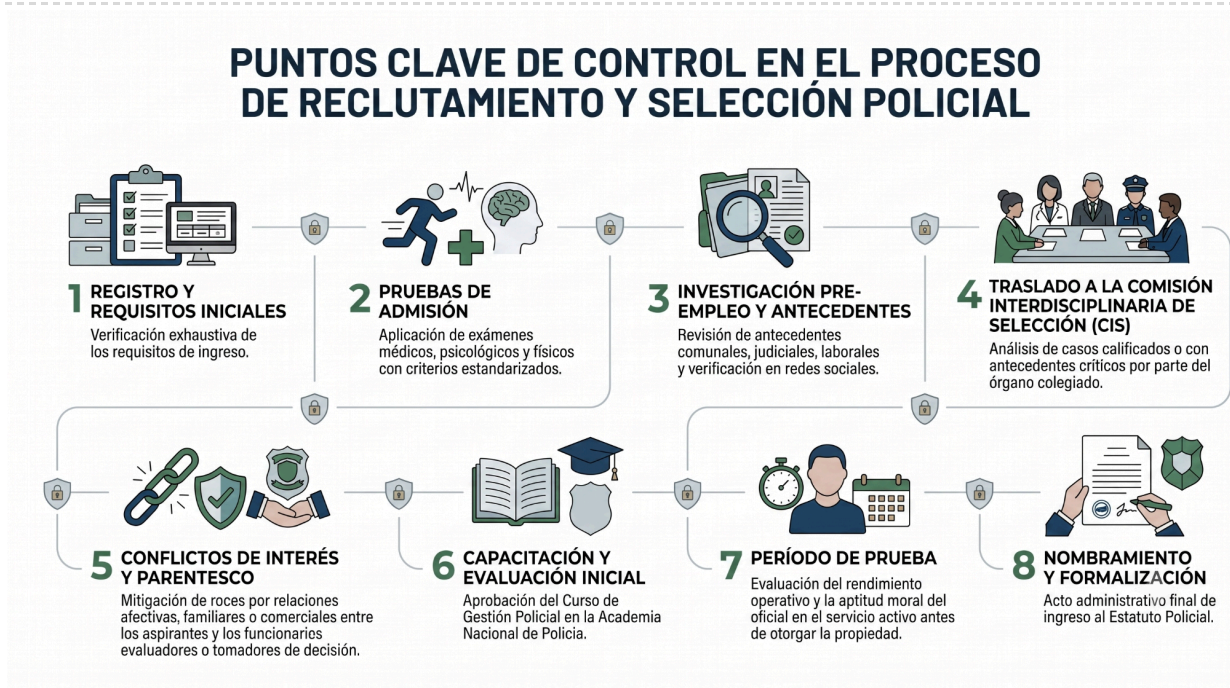 PUNTOS CLAVE DE CONTROL EN EL PROCESO
DE RECLUTAMIENTO Y SELECCIÓN POLICIAL
1 REGISTRO Y
REQUISITOS INICIALES
Verificación exhaustiva de
los requisitos de ingreso.
2 PRUEBAS DE
ADMISIÓN
Aplicación de exámenes
médicos, psicológicos y físicos
con criterios estandarizados.
3 INVESTIGACIÓN PRE-
EMPLEO Y ANTECEDENTES
Revisión de antecedentes
comunales, judiciales, laborales
y verificación en redes sociales.
4 TRASLADO A LA COMISIÓN
INTERDISCIPLINARIA DE
SELECCIÓN (CIS)
Análisis de casos calificados o con
antecedentes críticos por parte del
órgano colegiado.
5 CONFLICTOS DE INTERÉS
Y PARENTESCO
Mitigación de roces por relaciones
afectivas, familiares o comerciales entre
los aspirantes y los funcionarios
evaluadores o tomadores de decisión.
6 CAPACITACIÓN Y
EVALUACIÓN INICIAL
Aprobación del Curso de
Gestión Policial en la Academia
Nacional de Policia.
7 PERÍODO DE PRUEBA
Evaluación del rendimiento
operativo y la aptitud moral del
oficial en el servicio activo antes
de otorgar la propiedad.
8 NOMBRAMIENTO
Y FORMALIZACIÓN
Acto administrativo final de
ingreso al Estatuto Policial.